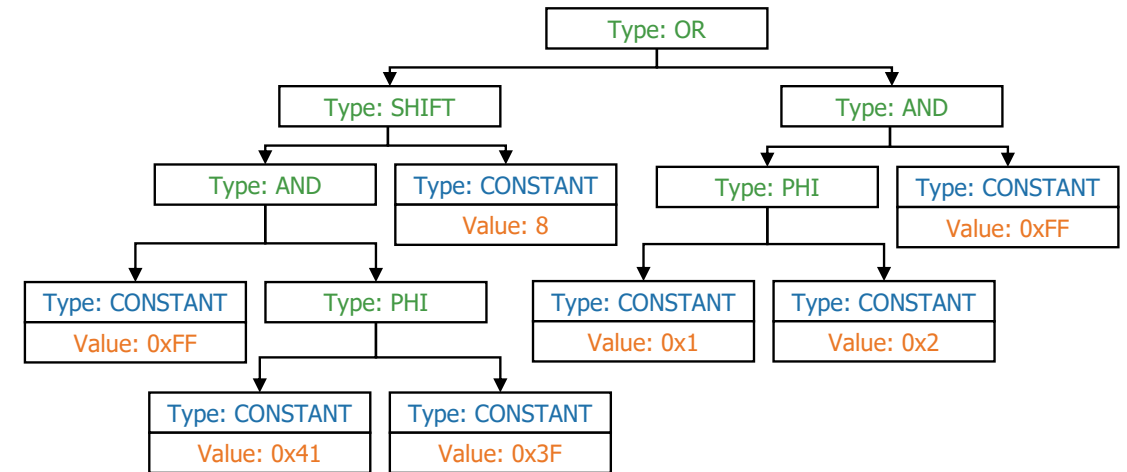 Type: OR
Type: SHIFT
Type: AND
Type: AND
Type: CONSTANT
Value: 8
Type: PHI
Type: CONSTANT
Value: 0xFF
Type: CONSTANT
Value: 0xFF
Type: PHI
Type: CONSTANT
Value: 0x1
Type: CONSTANT
Value: 0x2
Type: CONSTANT
Value: 0x41
Type: CONSTANT
Value: 0x3F